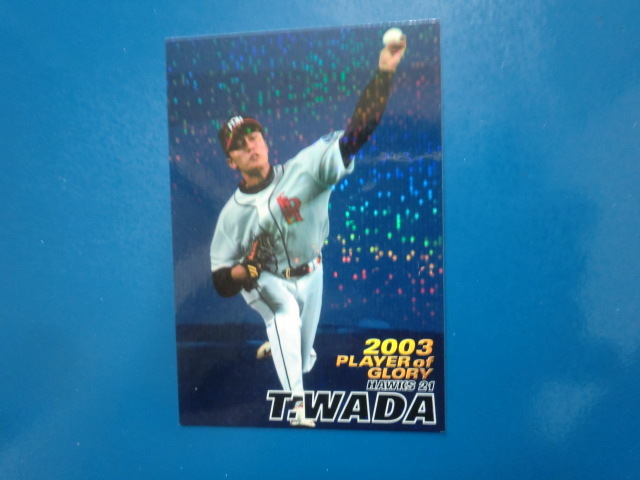 2003
PLAYER of
GLORY
HAWKS 21
T.WADA